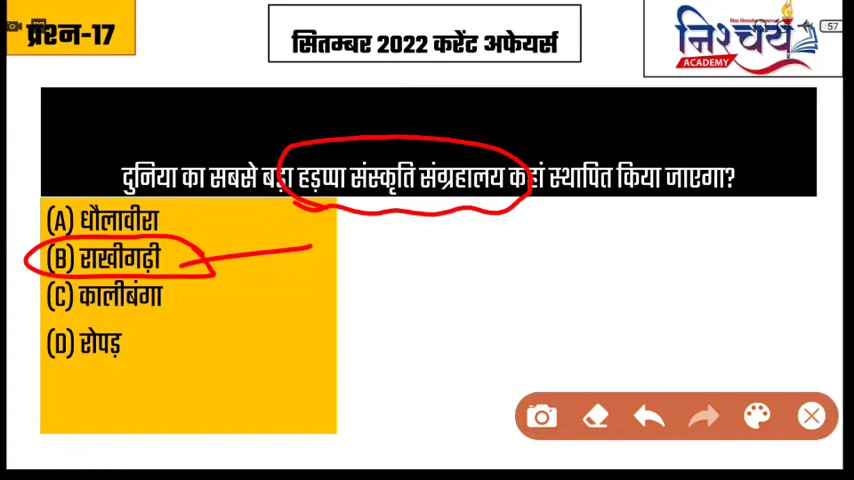 प्रश्न-17
सितम्बर 2022 करेंट अफेयर्स
निश्चय
ACADEMY
57
दुनिया का सबसे बड़ा हड़प्पा संस्कृति संग्रहालय कहां स्थापित किया जाएगा?
(A) धौलावीरा
(B) राखीगढ़ी
(C) कालीबंगा
(D) रोपड़